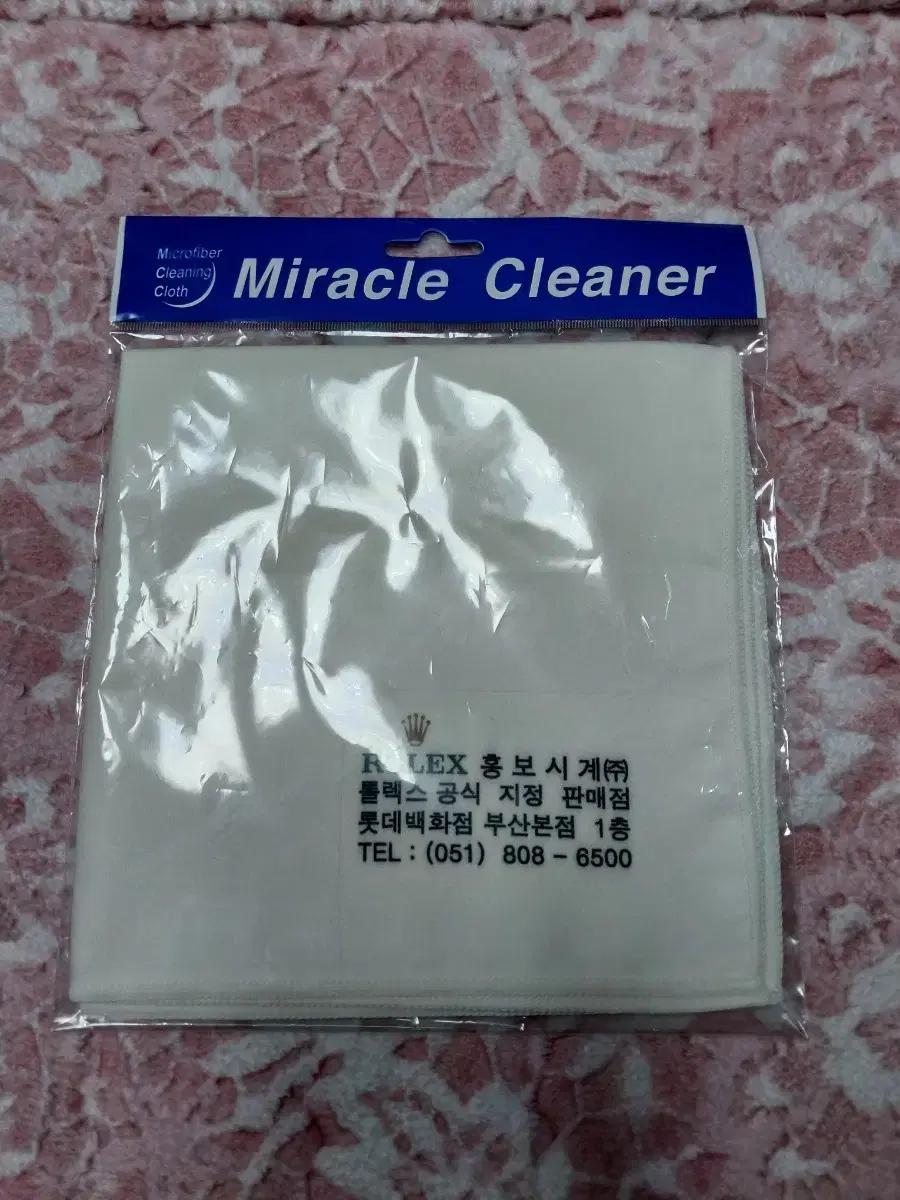 Microfiber
Cleaning
Cloth
Miracle Cleaner
ROLEX 홍보시계㈜
롤렉스 공식 지정 판매점
롯데백화점 부산본점 1층
TEL : (051) 808 - 6500